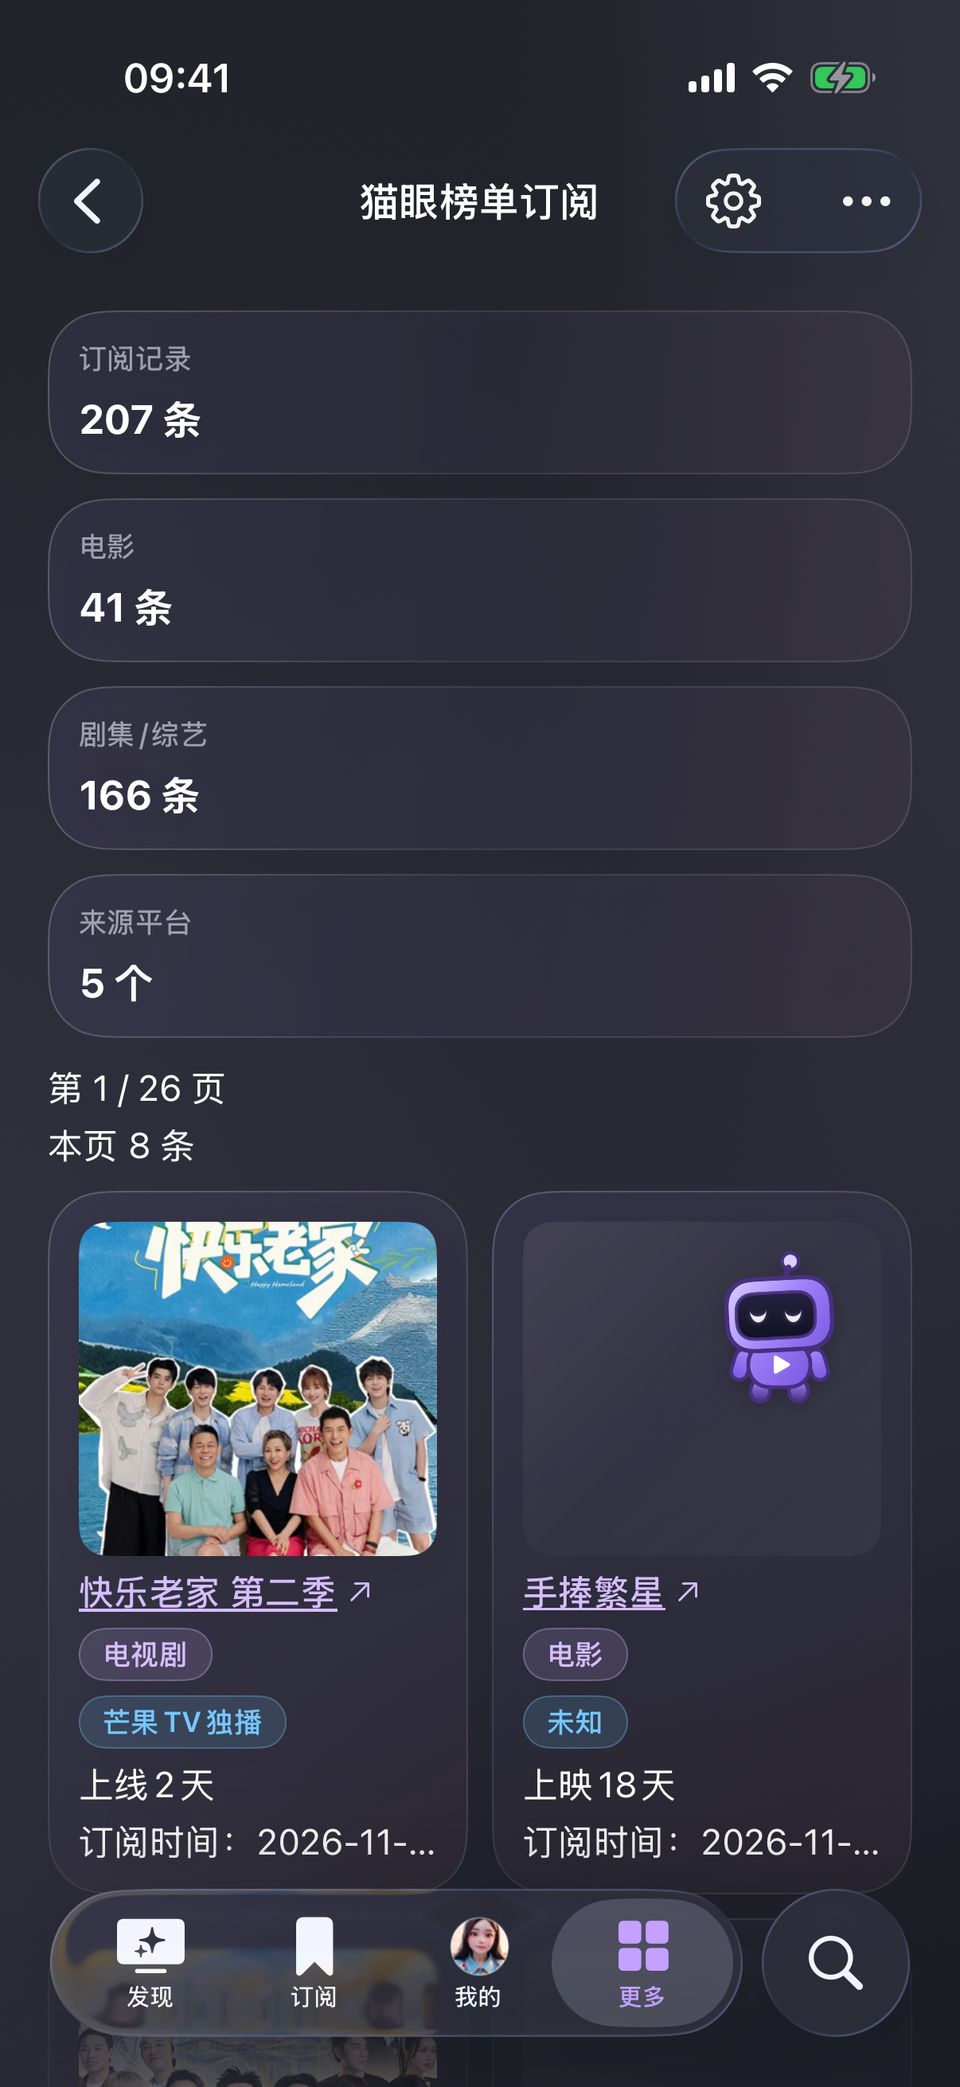 09:41
猫眼榜单订阅
订阅记录
207 条
电影
41 条
剧集/综艺
166 条
来源平台
5 个
第 1 / 26 页
本页 8 条
快乐老家
Happy Homeland
快乐老家 第二季
电视剧
芒果 TV 独播
上线 2 天
订阅时间：2026-11-...
手捧繁星
电影
未知
上映 18 天
订阅时间：2026-11-...
发现
订阅
我的
更多